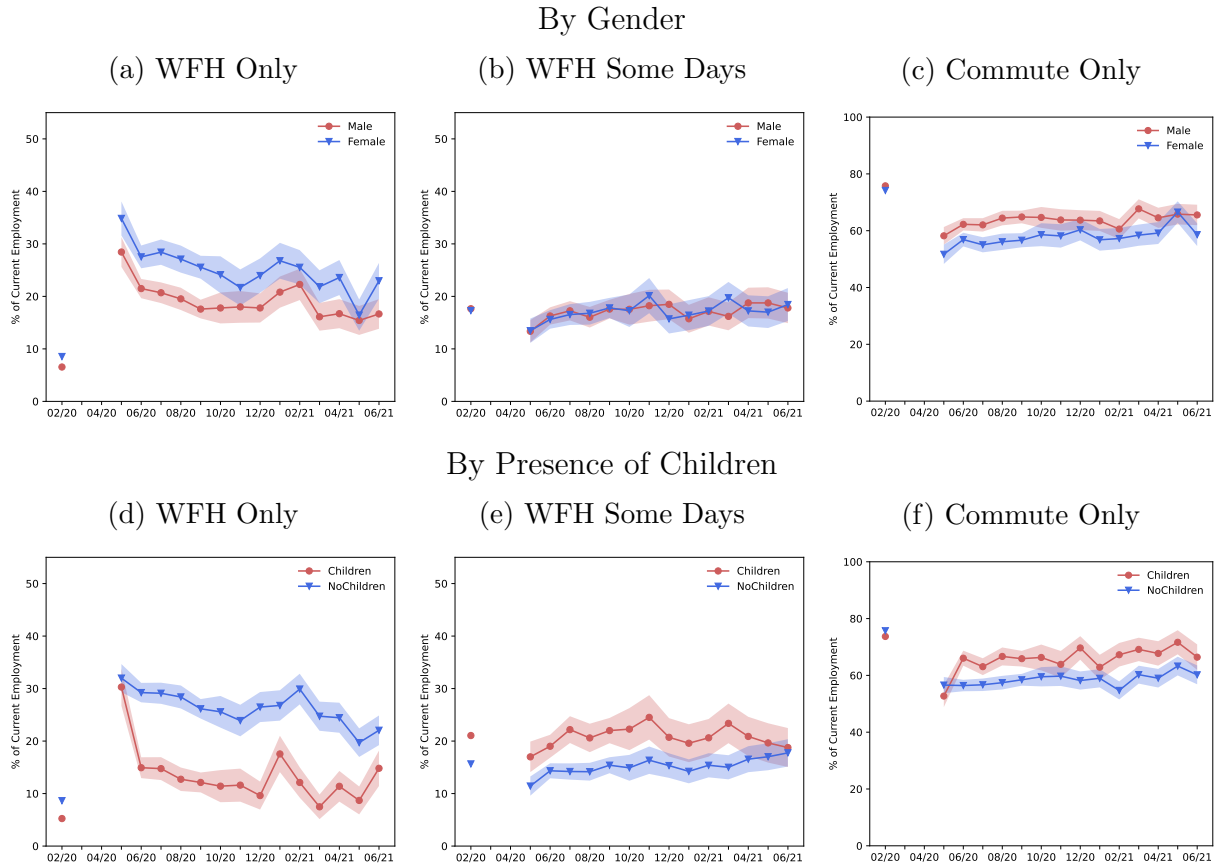 By Gender
(a) WFH Only
(b) WFH Some Days
(c) Commute Only
% of Current Employment
50
40
30
20
10
0
02/20 04/20 06/20 08/20 10/20 12/20 02/21 04/21 06/21
Male
Female
% of Current Employment
50
40
30
20
10
0
02/20 04/20 06/20 08/20 10/20 12/20 02/21 04/21 06/21
Male
Female
% of Current Employment
100
80
60
40
20
0
02/20 04/20 06/20 08/20 10/20 12/20 02/21 04/21 06/21
Male
Female
By Presence of Children
(d) WFH Only
(e) WFH Some Days
(f) Commute Only
% of Current Employment
50
40
30
20
10
0
02/20 04/20 06/20 08/20 10/20 12/20 02/21 04/21 06/21
Children
NoChildren
% of Current Employment
50
40
30
20
10
0
02/20 04/20 06/20 08/20 10/20 12/20 02/21 04/21 06/21
Children
NoChildren
% of Current Employment
100
80
60
40
20
0
02/20 04/20 06/20 08/20 10/20 12/20 02/21 04/21 06/21
Children
NoChildren